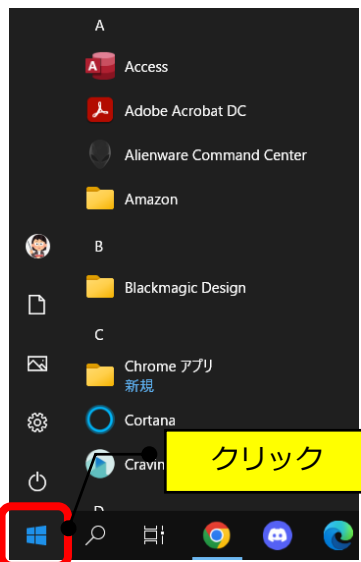 A
Access
Adobe Acrobat DC
Alienware Command Center
Amazon
B
Blackmagic Design
C
Chrome アプリ
新規
Cortana
Cravin
クリック
D